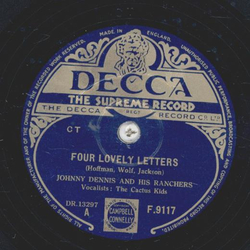 MADE IN ENGLAND.
DECCA
THE SUPREME RECORD
THE DECCA REGD RECORD CO LTD
CT
FOUR LOVELY LETTERS
(Hoffman, Wolf, Jackson)
JOHNNY DENNIS AND HIS RANCHERS
Vocalists: The Cactus Kids
DR.13297
A
F.9117
CAMPBELL
CONNELLY